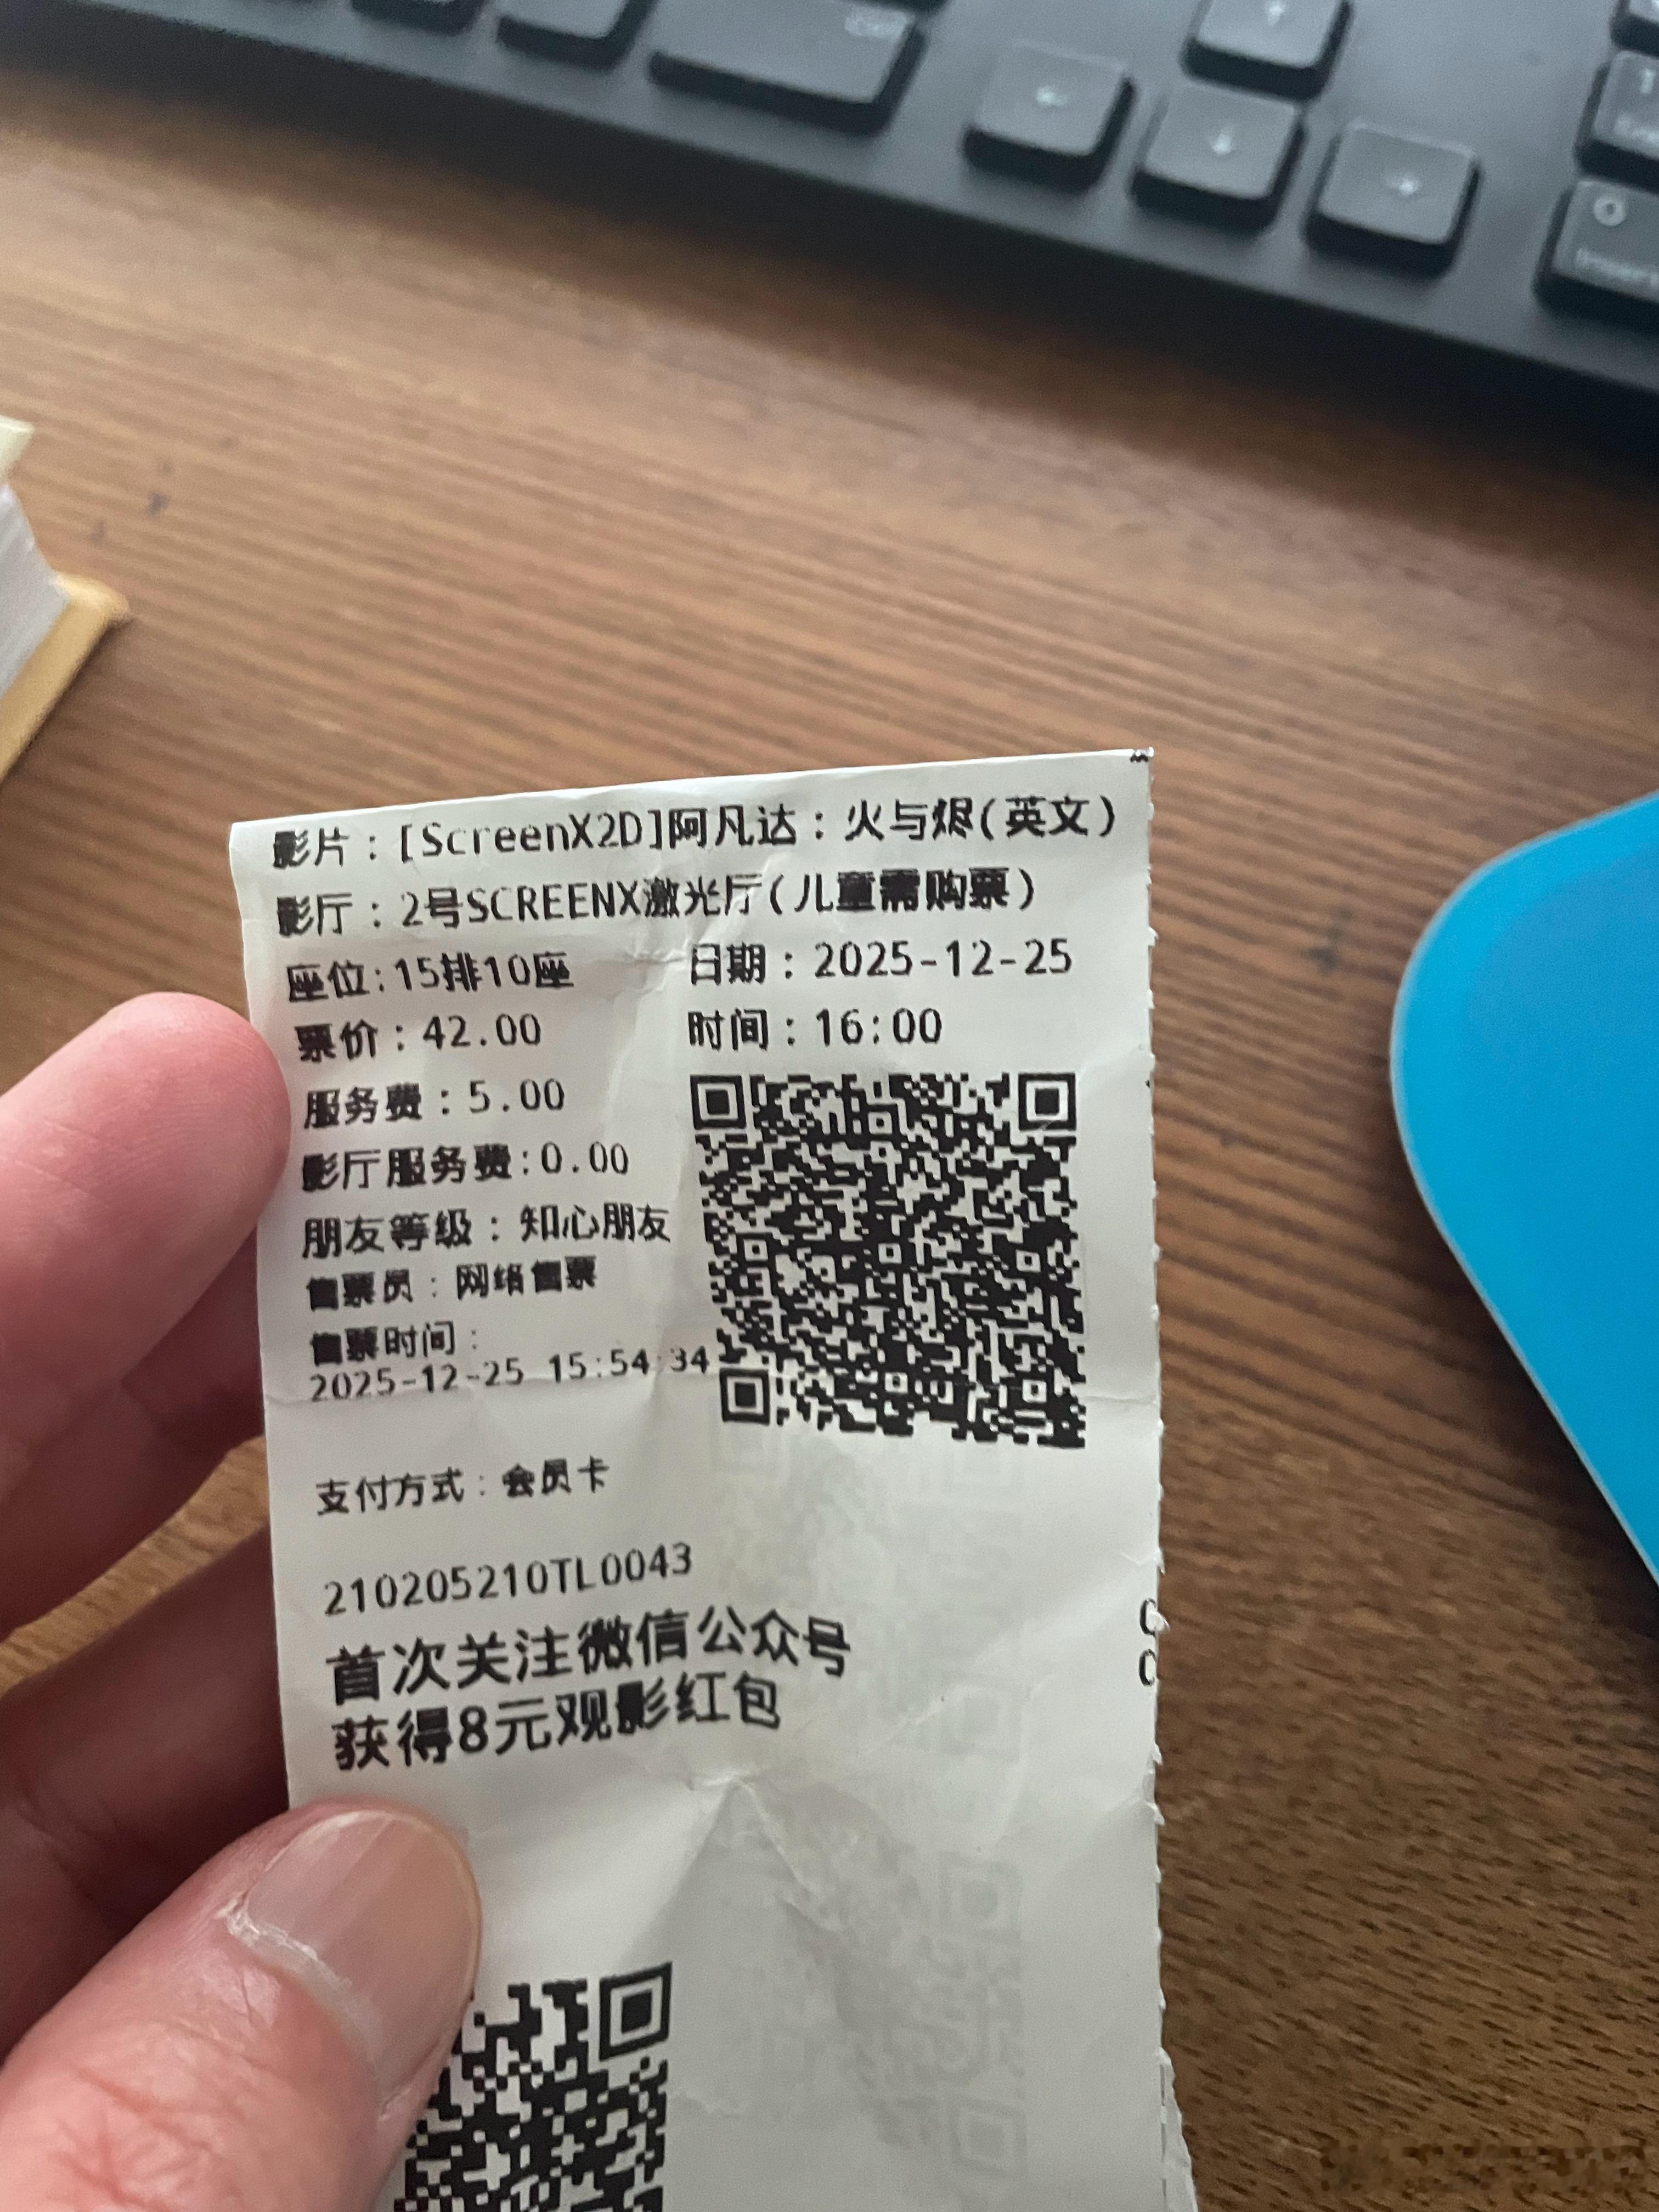 影片：[ScreenX2D]阿凡达：火与烬(英文)
影厅：2号SCREENX激光厅(儿童需购票)
座位:15排10座 日期：2025-12-25
票价：42.00 时间：16:00
服务费：5.00
影厅服务费:0.00
朋友等级：知心朋友
售票员：网络售票
售票时间：
2025-12-25 15:54:34
支付方式：会员卡
210205210TL0043
首次关注微信公众号
获得8元观影红包
Insert